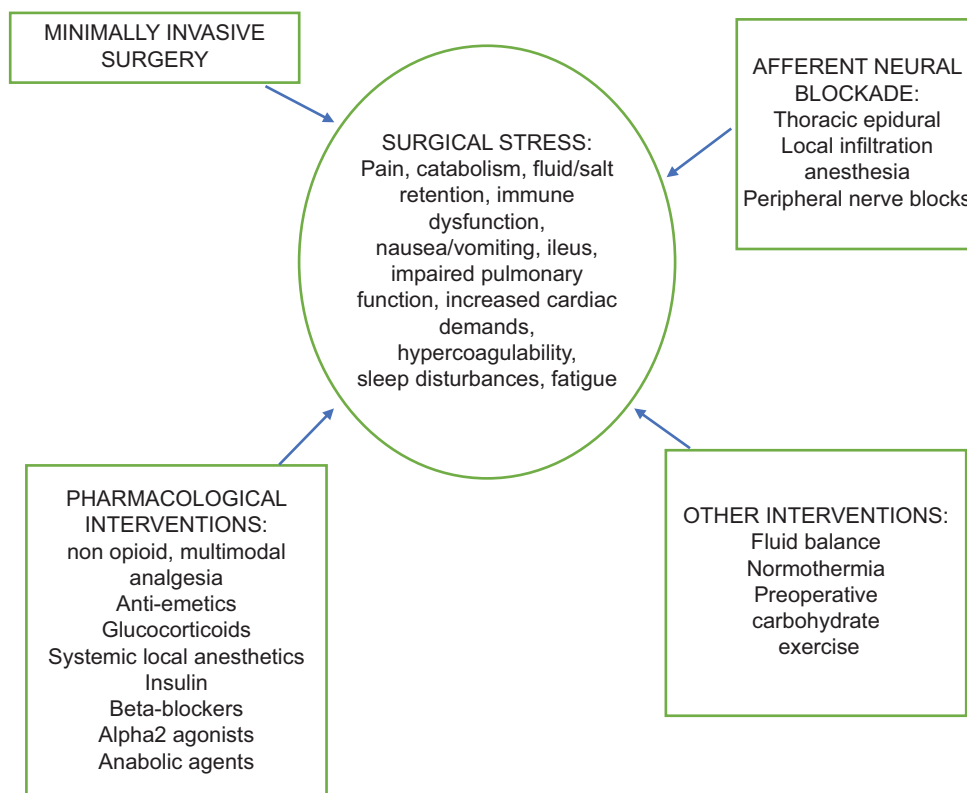 MINIMALLY INVASIVE
SURGERY
AFFERENT NEURAL
BLOCKADE:
Thoracic epidural
Local infiltration
anesthesia
Peripheral nerve blocks
SURGICAL STRESS:
Pain, catabolism, fluid/salt
retention, immune
dysfunction,
nausea/vomiting, ileus,
impaired pulmonary
function, increased cardiac
demands,
hypercoagulability,
sleep disturbances, fatigue
PHARMACOLOGICAL
INTERVENTIONS:
non opioid, multimodal
analgesia
Anti-emetics
Glucocorticoids
Systemic local anesthetics
Insulin
Beta-blockers
Alpha2 agonists
Anabolic agents
OTHER INTERVENTIONS:
Fluid balance
Normothermia
Preoperative
carbohydrate
exercise